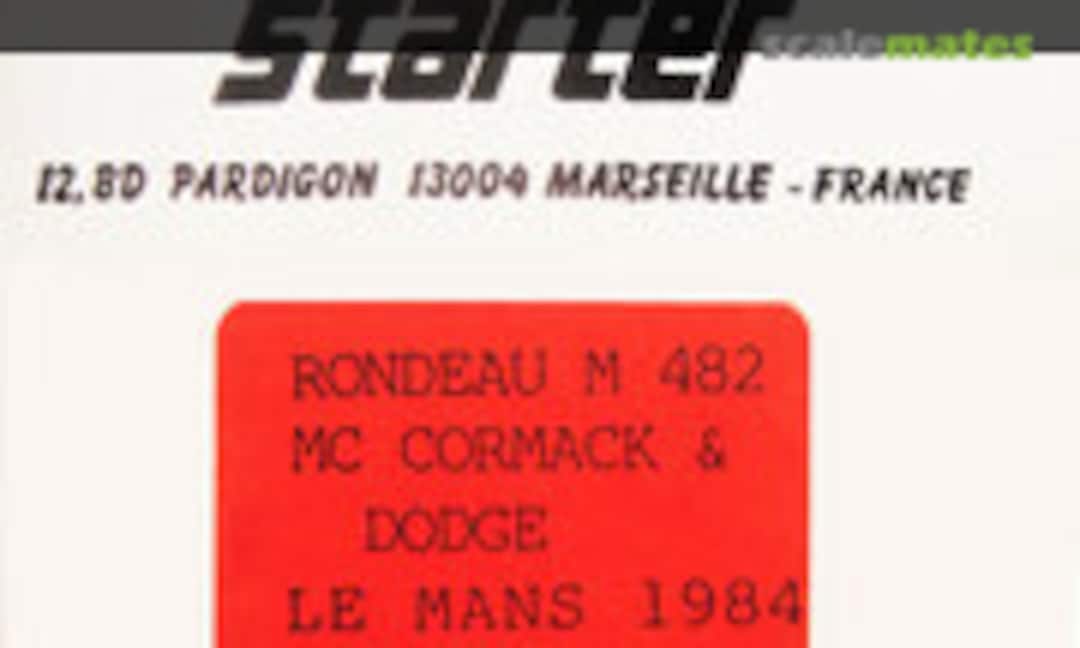 starter
scalemates
12, BD PARDIGON 13004 MARSEILLE - FRANCE
RONDEAU M 482
MC CORMACK &
DODGE
LE MANS 1984